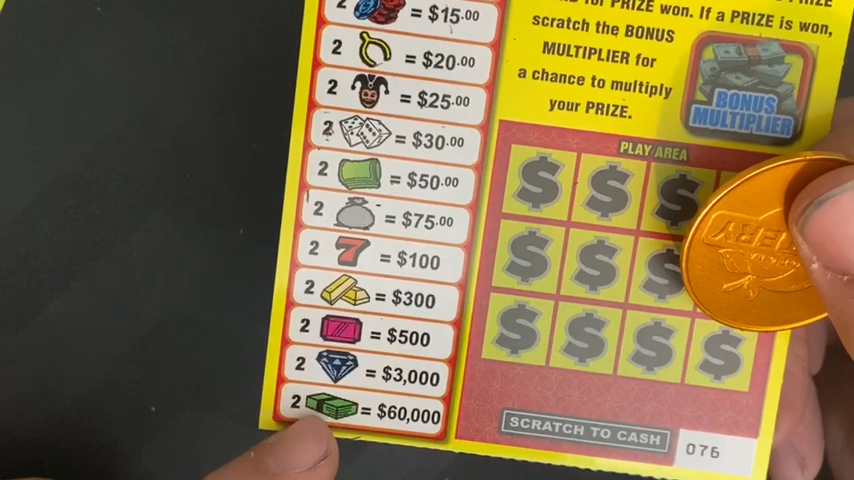 2 = $15.00
2 = $20.00
2 = $25.00
2 = $30.00
2 = $50.00
2 = $75.00
2 7 = $100
2 = $300
2 = $500
2 = $3,000
2 = $60,000
for PRIZE won. If a PRIZE is won,
scratch the BONUS
MULTIPLIER for
a chance to multiply
your PRIZE.
BONUS
MULTIPLIER
PLAY AREA
$ $ $
$ $ $
$ $ $ $
SCRATCH TO CASH
076